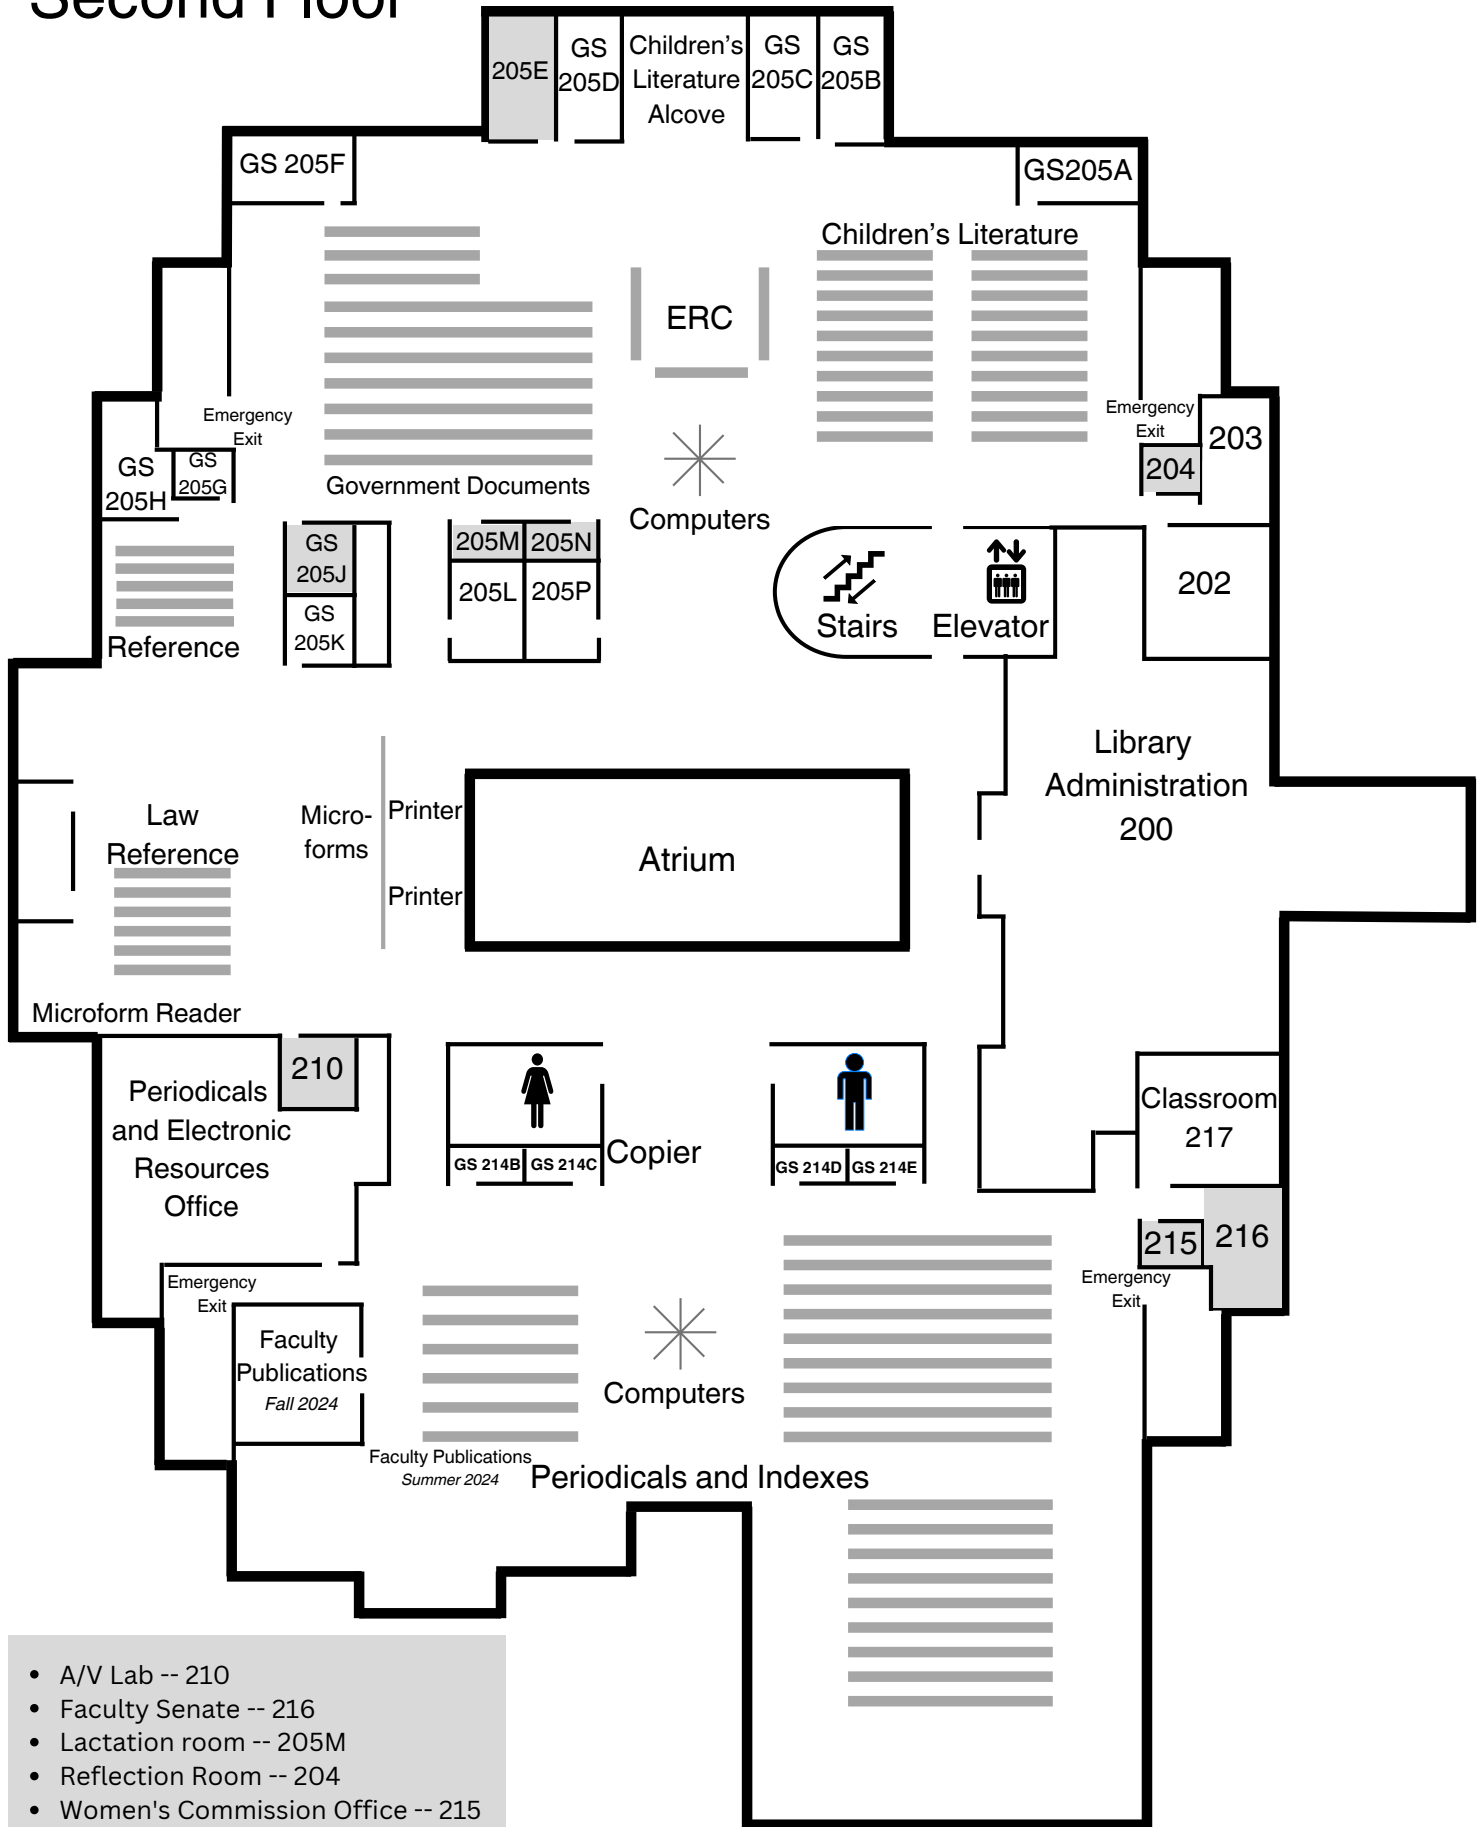 Second Floor
205E
GS
205D
Children's
Literature
Alcove
GS
205C
GS
205B
GS 205F
GS205A
Children's Literature
ERC
Emergency
Exit
Emergency
Exit
203
204
GS
205H
GS
205G
Government Documents
Computers
GS
205J
GS
205K
205M
205N
205L
205P
Stairs
Elevator
202
Reference
Library
Administration
200
Law
Reference
Micro-
forms
Printer
Printer
Atrium
Microform Reader
210
Periodicals
and Electronic
Resources
Office
GS 214B
GS 214C
Copier
GS 214D
GS 214E
Classroom
217
215
216
Emergency
Exit
Emergency
Exit
Faculty
Publications
Fall 2024
Computers
Faculty Publications
Summer 2024
Periodicals and Indexes
• A/V Lab -- 210
• Faculty Senate -- 216
• Lactation room -- 205M
• Reflection Room -- 204
• Women's Commission Office -- 215